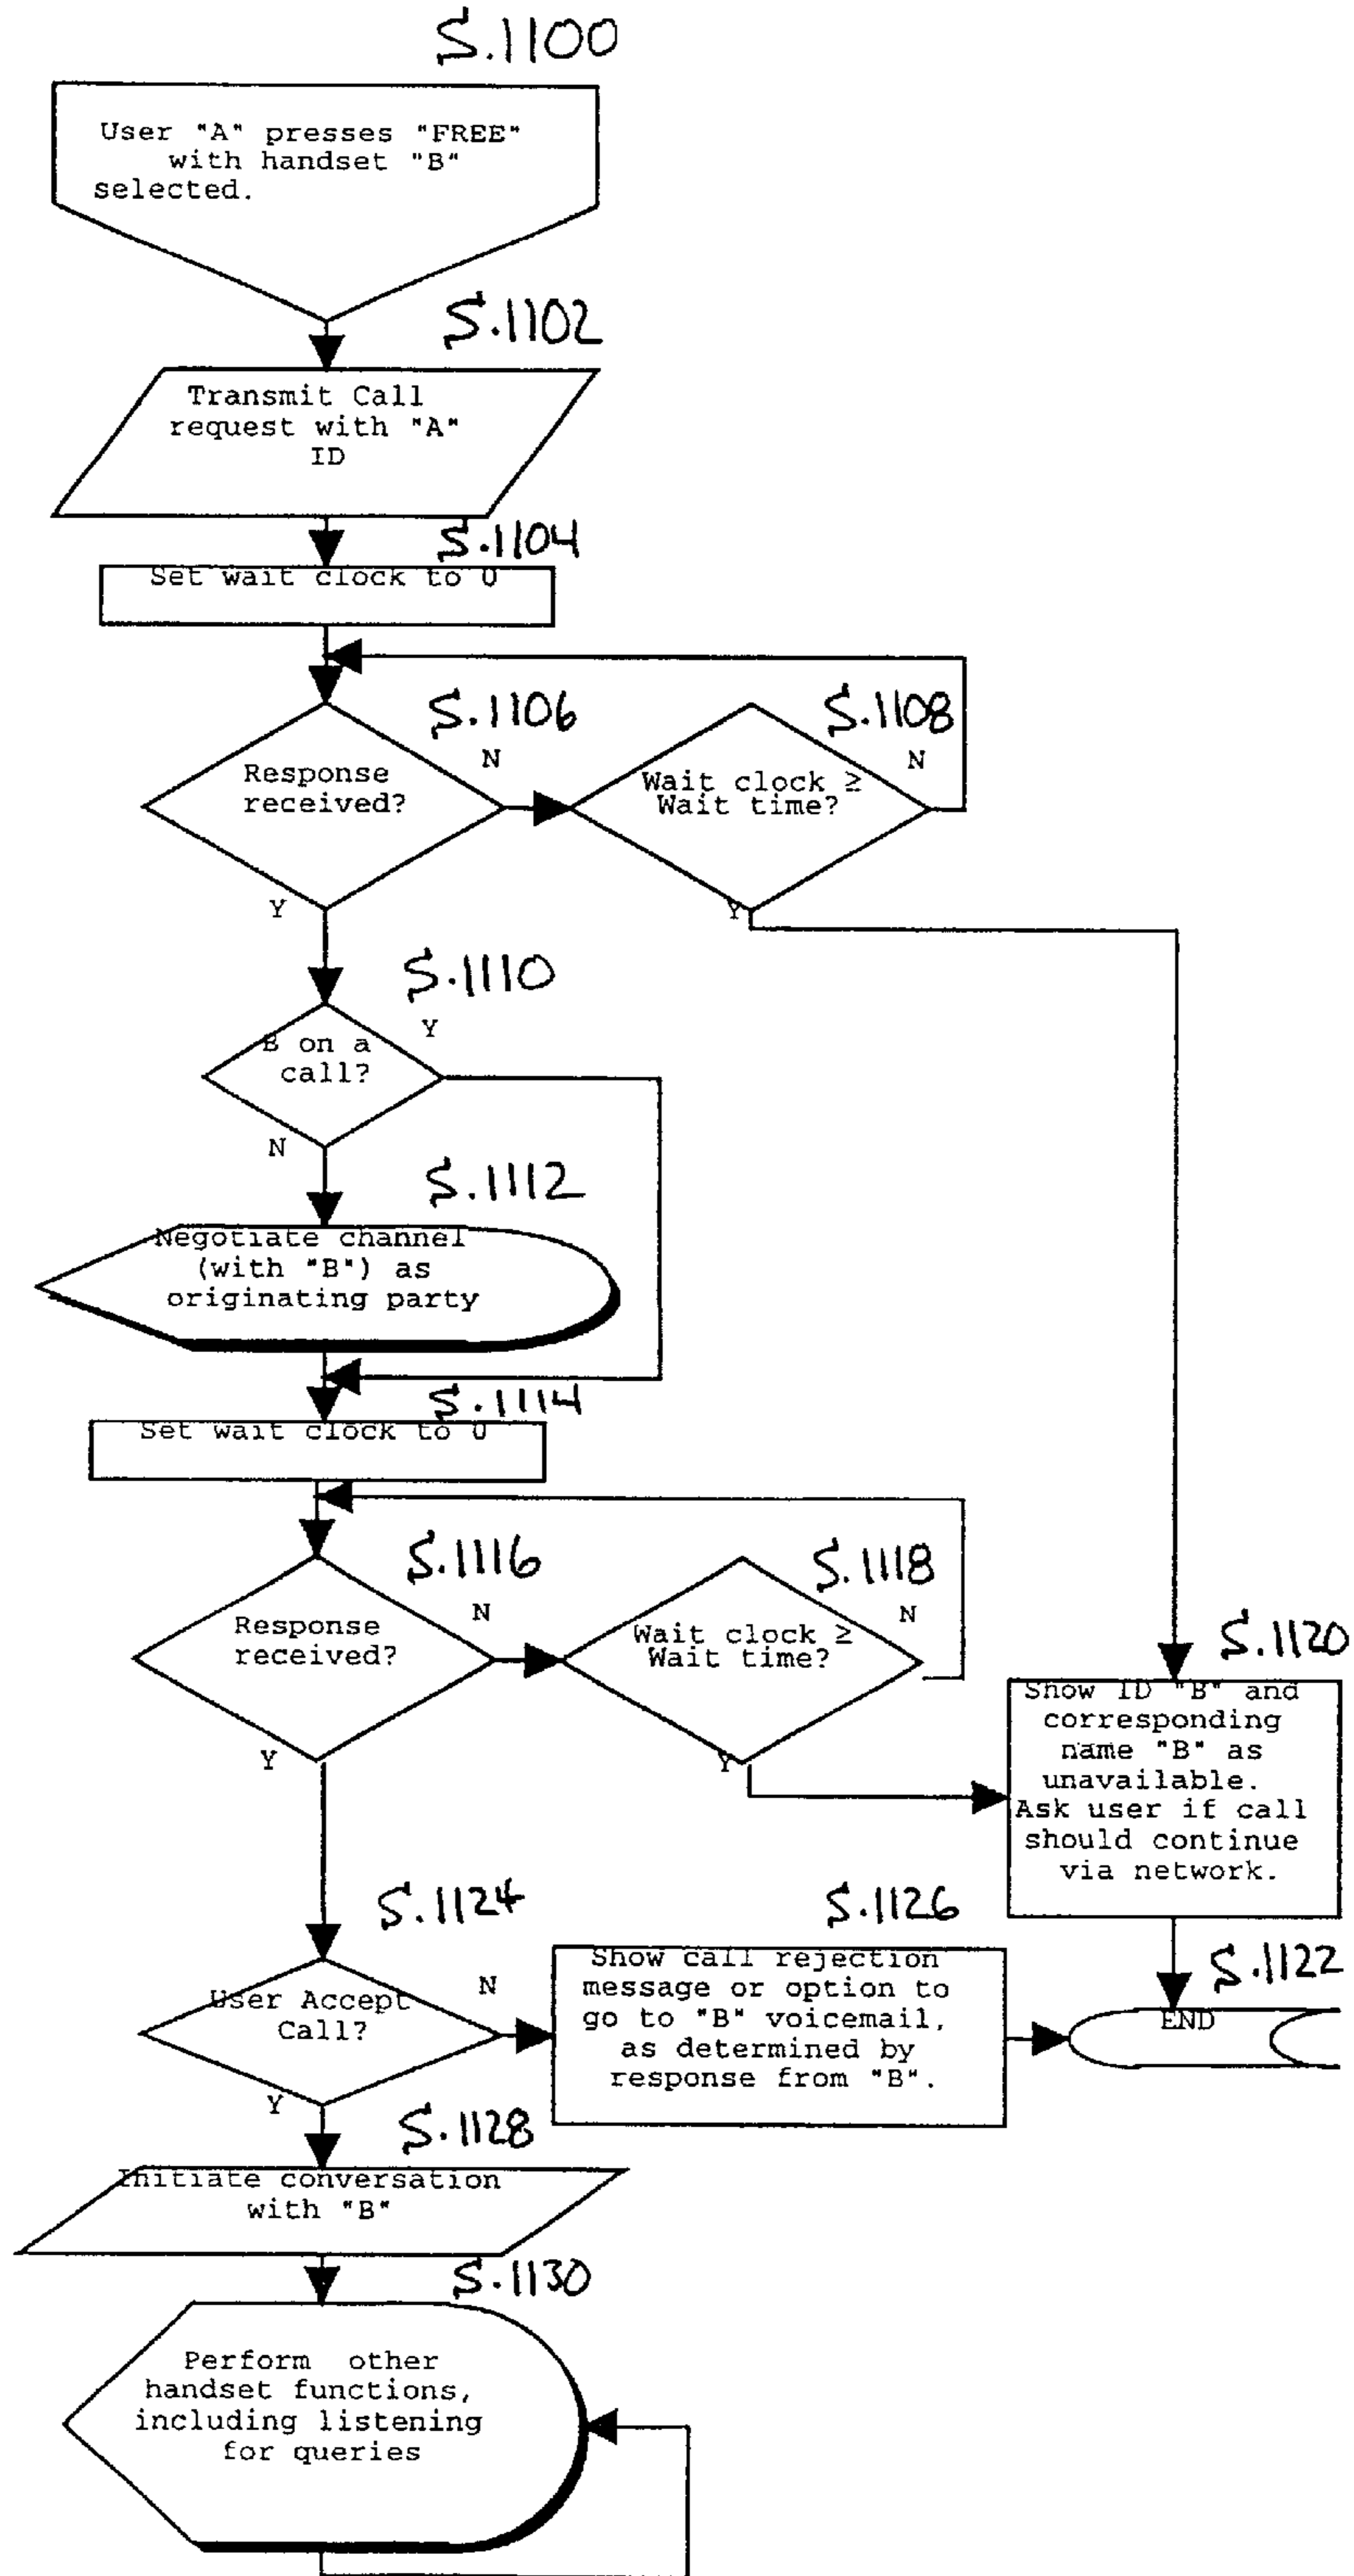 S.1100
User "A" presses "FREE"
with handset "B"
selected.
S.1102
Transmit Call
request with "A"
ID
S.1104
Set wait clock to 0
S.1106
Response
received?
N
Y
S.1108
Wait clock ≥
Wait time?
N
Y
S.1110
B on a
call?
Y
N
S.1112
Negotiate channel
(with "B") as
originating party
S.1114
Set wait clock to 0
S.1116
Response
received?
N
Y
S.1118
Wait clock ≥
Wait time?
N
Y
S.1120
Show ID "B" and
corresponding
name "B" as
unavailable.
Ask user if call
should continue
via network.
S.1122
END
S.1124
User Accept
Call?
N
Y
S.1126
Show call rejection
message or option to
go to "B" voicemail,
as determined by
response from "B".
S.1128
Initiate conversation
with "B"
S.1130
Perform other
handset functions,
including listening
for queries